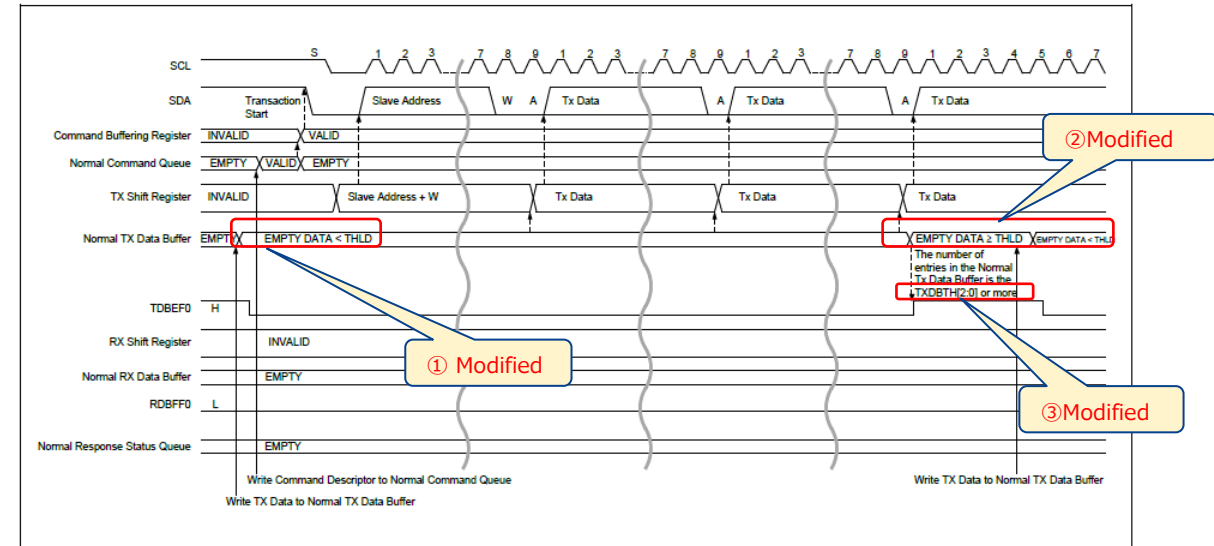 S 1 2 3 7 8 9 1 2 3 7 8 9 1 2 3 7 8 9 1 2 3 4 5 6 7
SCL
SDA Transaction Start Slave Address W A Tx Data A Tx Data A Tx Data
Command Buffering Register INVALID VALID
②Modified
Normal Command Queue EMPTY VALID EMPTY
TX Shift Register INVALID Slave Address + W Tx Data Tx Data Tx Data
Normal TX Data Buffer EMPTY EMPTY DATA < THLD EMPTY DATA ≥ THLD EMPTY DATA < THLD
The number of
entries in the Normal
Tx Data Buffer is the
TXDBTH[2:0] or more
TDBEF0 H
RX Shift Register INVALID
① Modified
Normal RX Data Buffer EMPTY
RDBFF0 L
③Modified
Normal Response Status Queue EMPTY
Write Command Descriptor to Normal Command Queue Write TX Data to Normal TX Data Buffer
Write TX Data to Normal TX Data Buffer